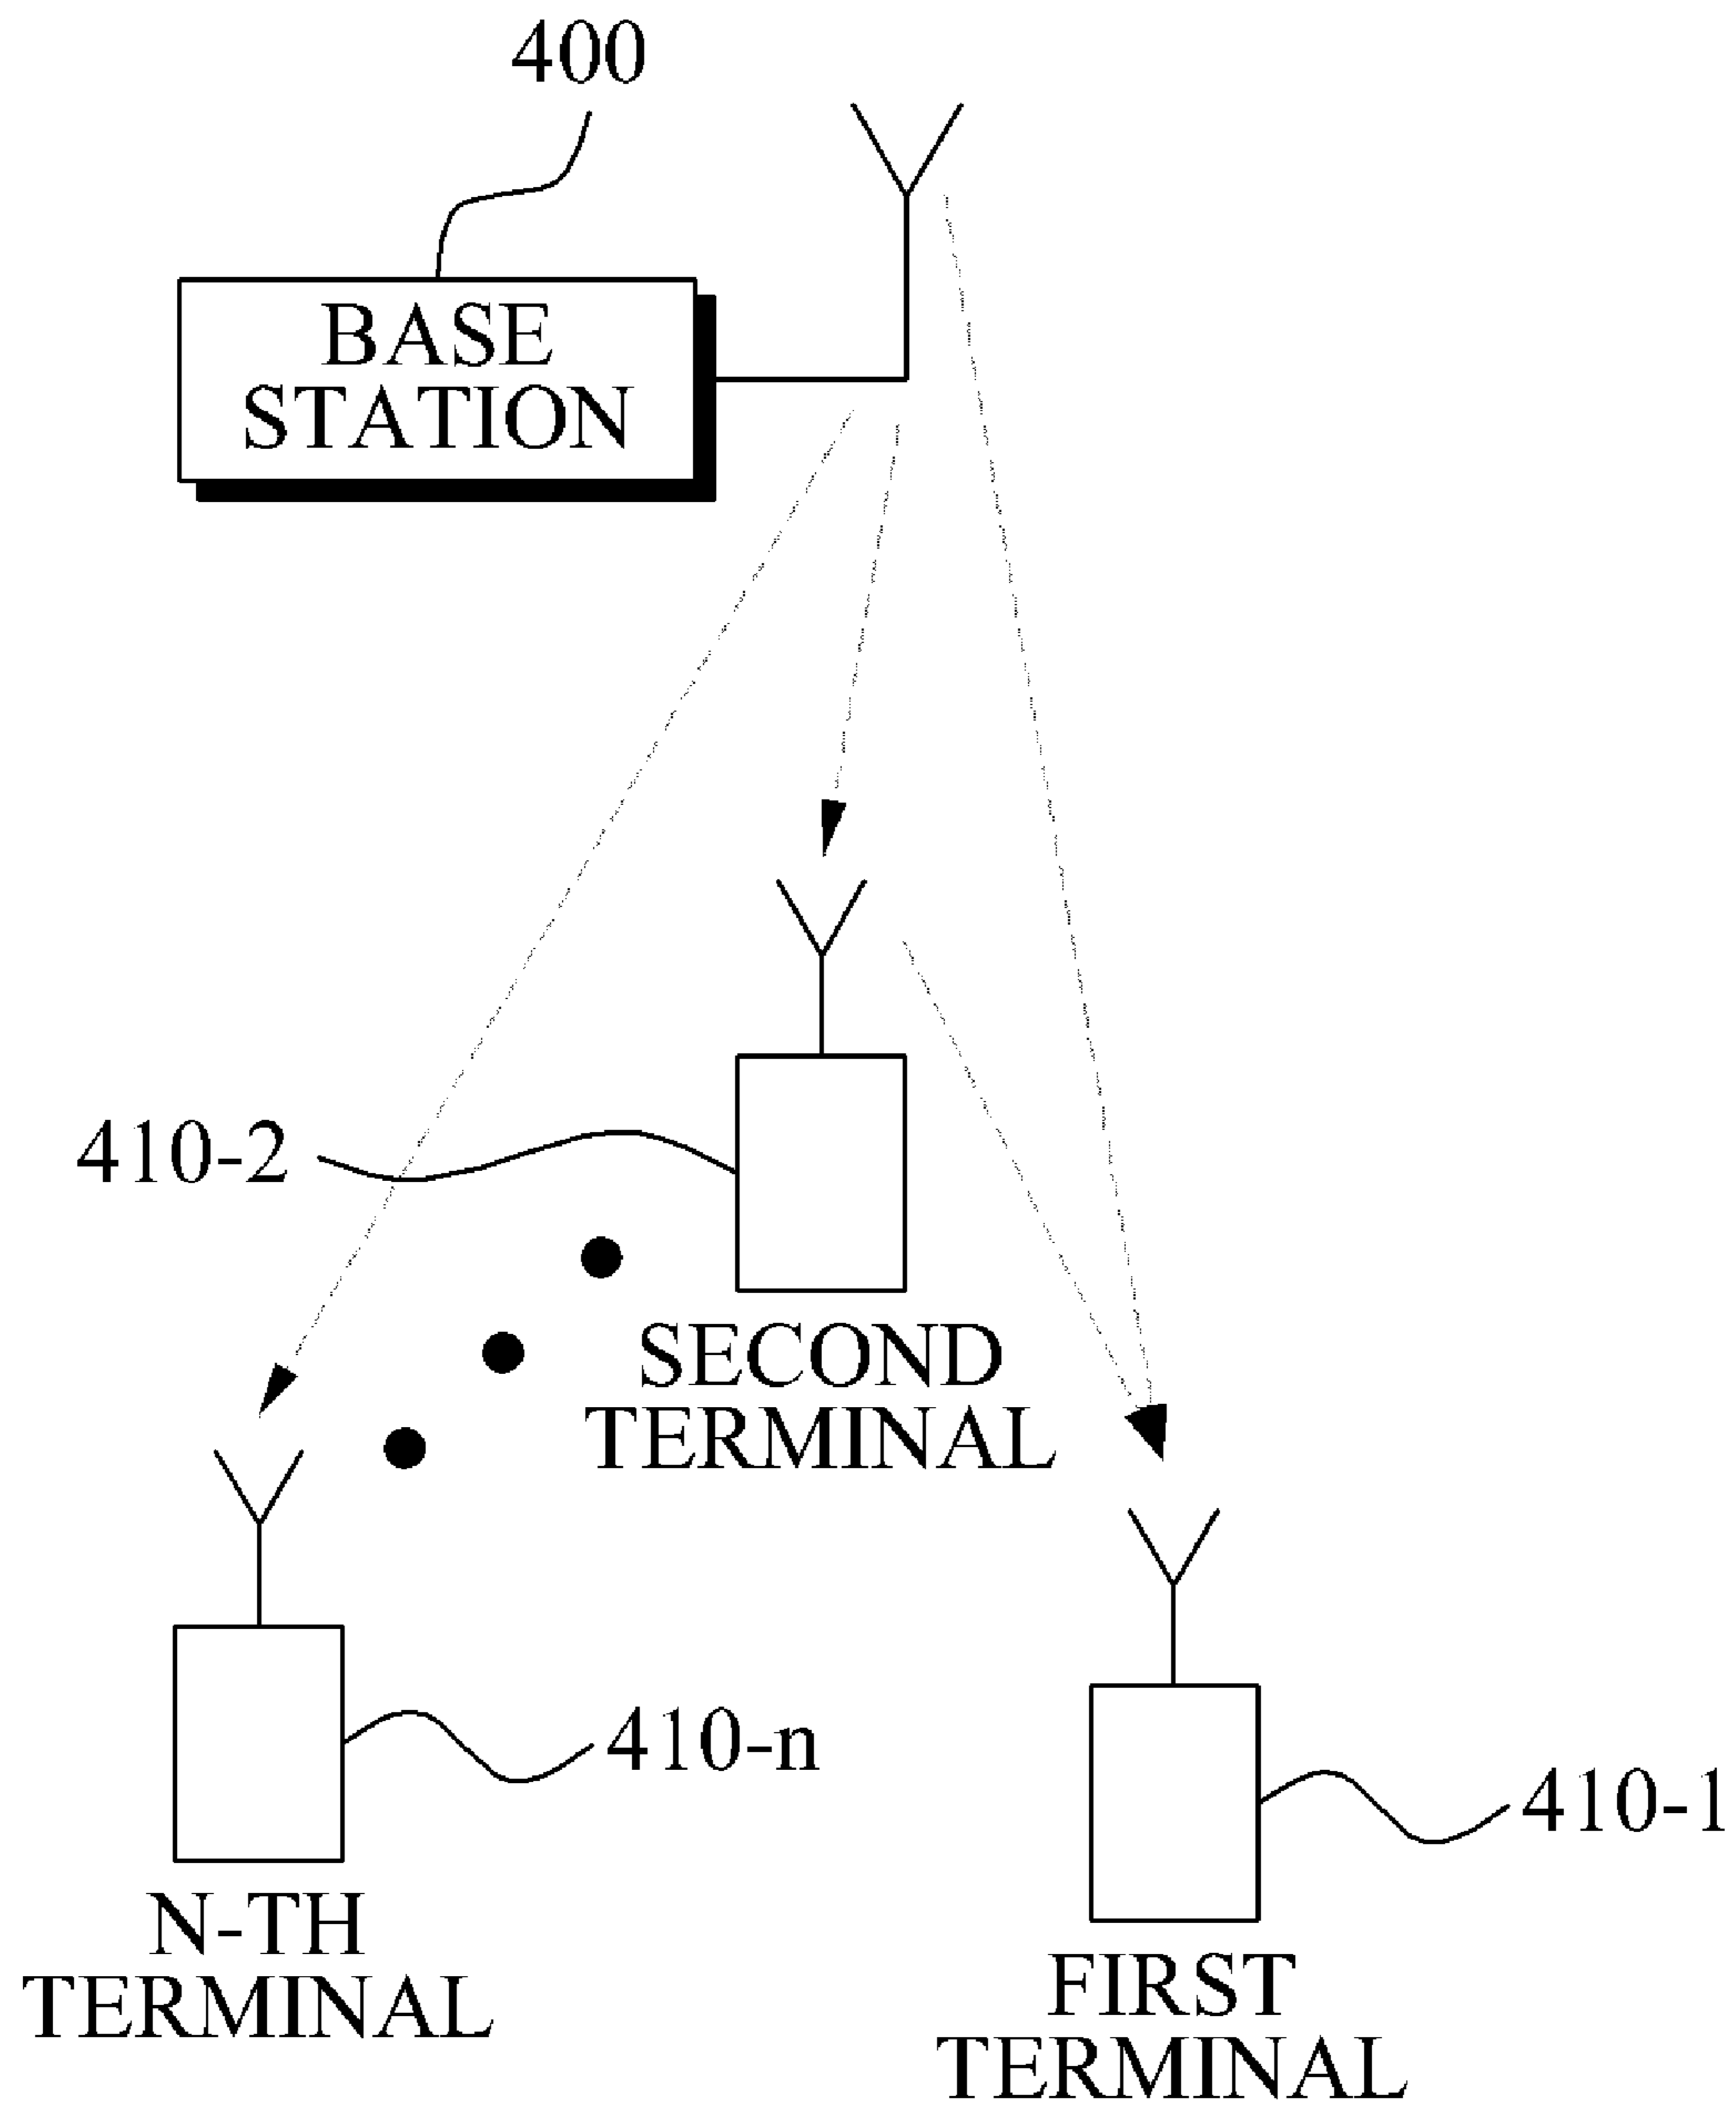 400
BASE
STATION
410-2
SECOND
TERMINAL
410-n
N-TH
TERMINAL
410-1
FIRST
TERMINAL